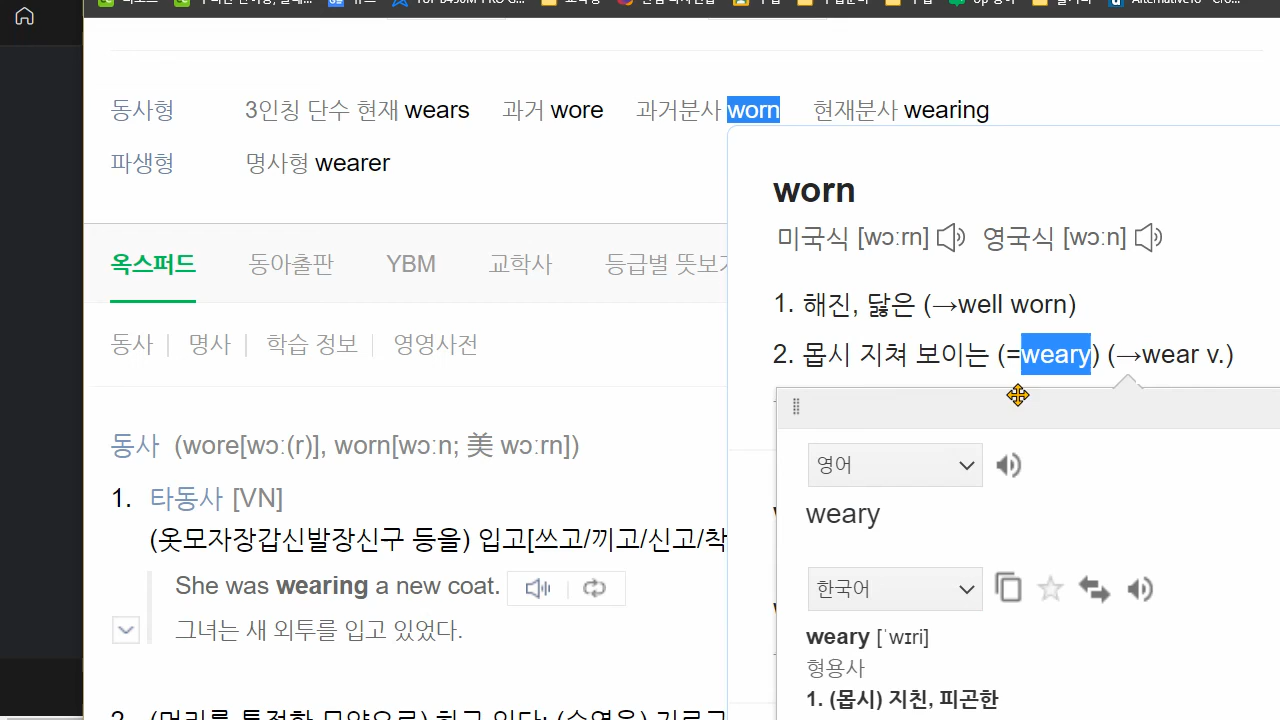 동사형 3인칭 단수 현재 wears 과거 wore 과거분사 worn 현재분사 wearing
파생형 명사형 wearer
worn
미국식 [wɔːrn] 영국식 [wɔːn]
1. 해진, 닳은 (→well worn)
2. 몹시 지쳐 보이는 (=weary) (→wear v.)
옥스퍼드 동아출판 YBM 교학사 등급별 뜻보기
동사 명사 학습 정보 영영사전
동사 (wore[wɔː(r)], worn[wɔːn; 美 wɔːrn])
1. 타동사 [VN]
(옷모자장갑신발장신구 등을) 입고[쓰고/끼고/신고/착
She was wearing a new coat.
그녀는 새 외투를 입고 있었다.
영어
weary
한국어
weary [ˈwɪri]
형용사
1. (몹시) 지친, 피곤한